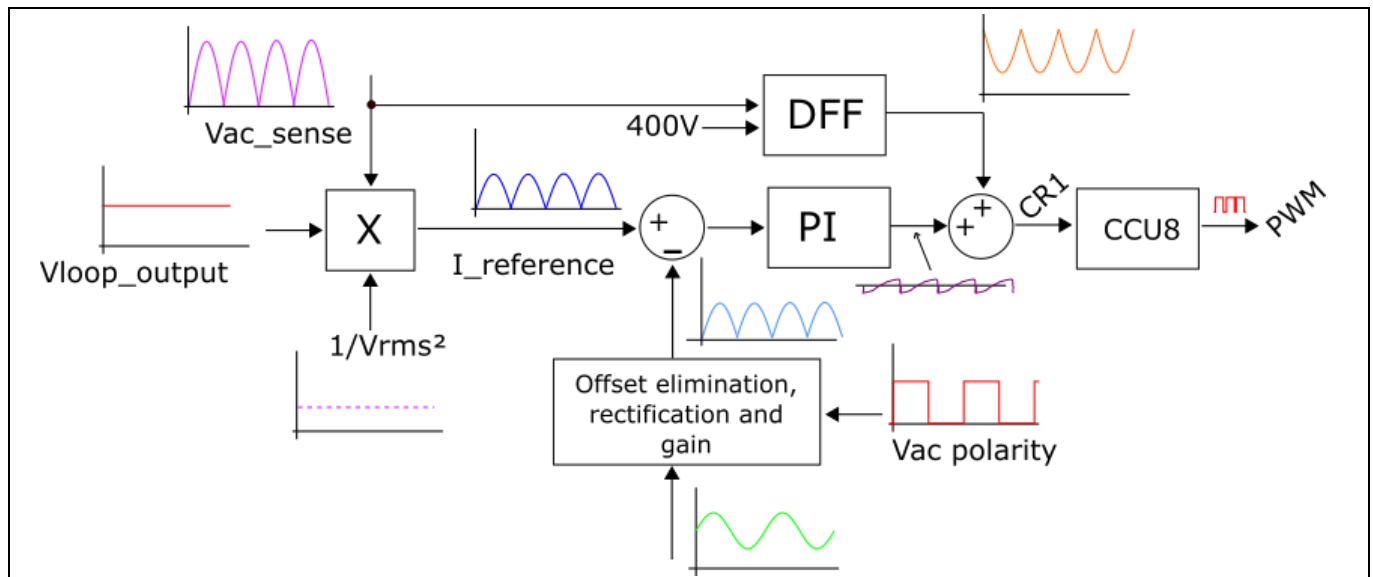 Vac_sense
400V
DFF
Vloop_output
X
I_reference
+
−
PI
+
+
CR1
CCU8
PWM
1/Vrms²
Offset elimination,
rectification and
gain
Vac polarity